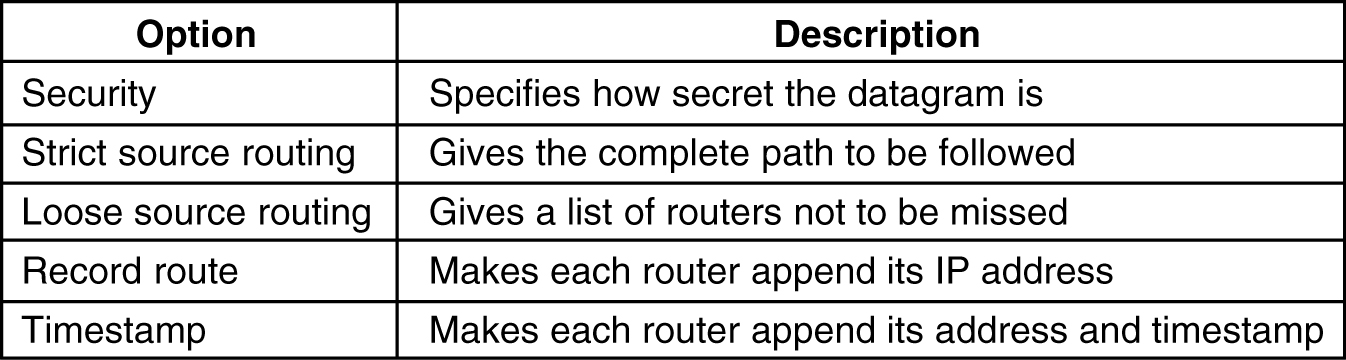 Option Description
Security Specifies how secret the datagram is
Strict source routing Gives the complete path to be followed
Loose source routing Gives a list of routers not to be missed
Record route Makes each router append its IP address
Timestamp Makes each router append its address and timestamp